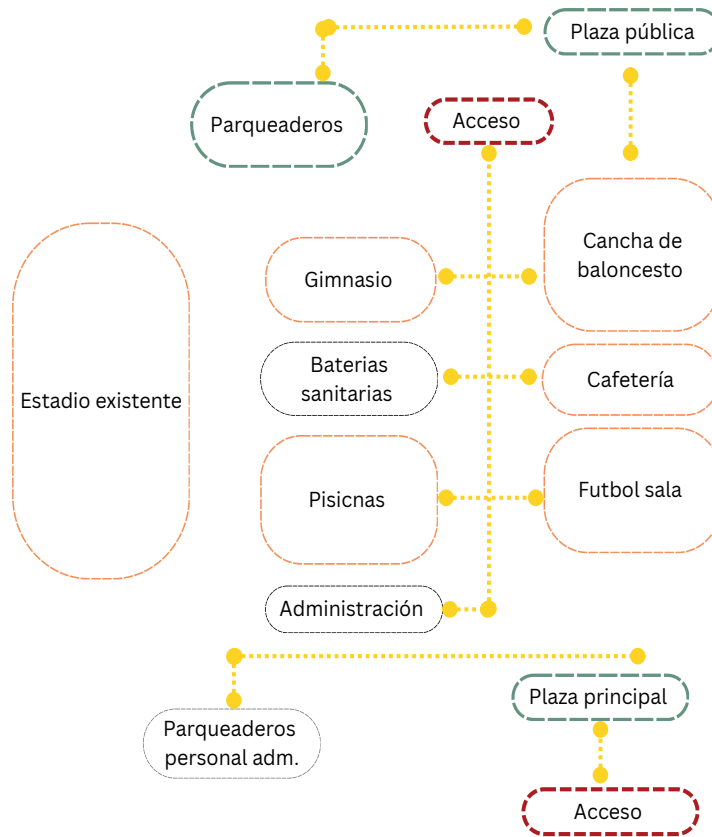 Plaza pública
Parqueaderos
Acceso
Cancha de
baloncesto
Gimnasio
Baterias
sanitarias
Cafetería
Estadio existente
Pisicnas
Futbol sala
Administración
Plaza principal
Parqueaderos
personal adm.
Acceso